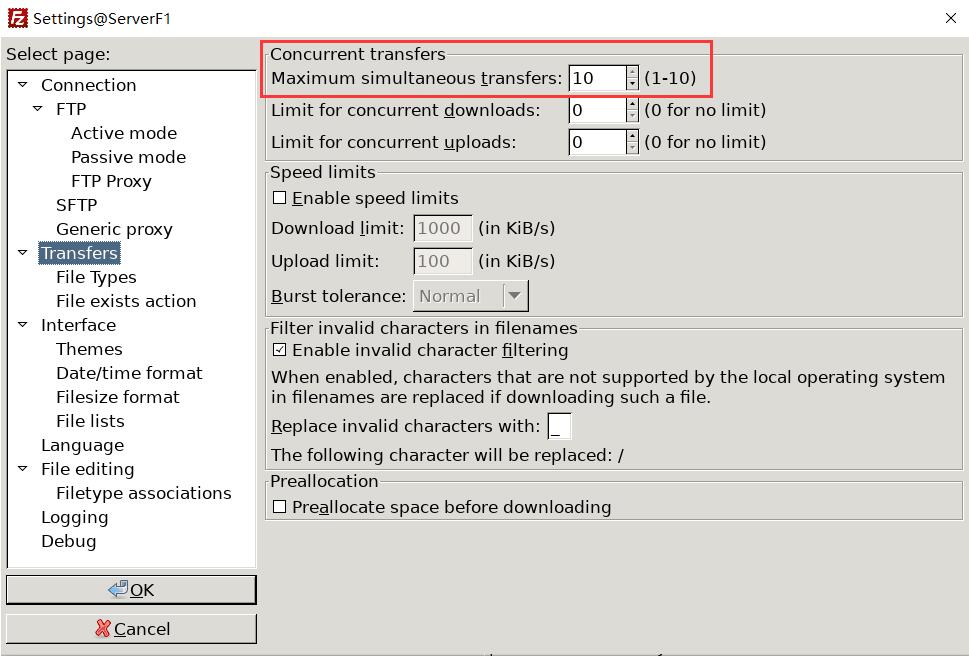 Settings@ServerF1
Select page:
Connection
FTP
Active mode
Passive mode
FTP Proxy
SFTP
Generic proxy
Transfers
File Types
File exists action
Interface
Themes
Date/time format
Filesize format
File lists
Language
File editing
Filetype associations
Logging
Debug
OK
Cancel
Concurrent transfers
Maximum simultaneous transfers: 10 (1-10)
Limit for concurrent downloads: 0 (0 for no limit)
Limit for concurrent uploads: 0 (0 for no limit)
Speed limits
Enable speed limits
Download limit: 1000 (in KiB/s)
Upload limit: 100 (in KiB/s)
Burst tolerance: Normal
Filter invalid characters in filenames
Enable invalid character filtering
When enabled, characters that are not supported by the local operating system
in filenames are replaced if downloading such a file.
Replace invalid characters with: _
The following character will be replaced: /
Preallocation
Preallocate space before downloading